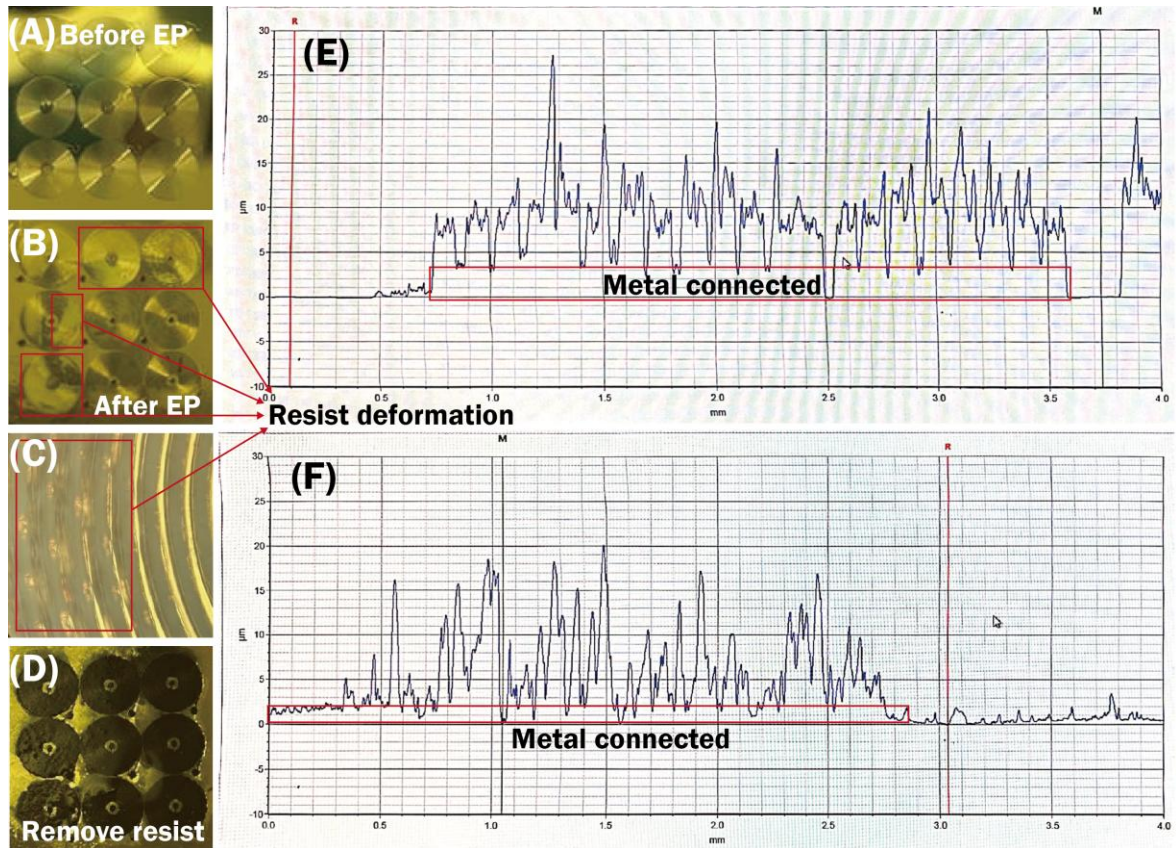 (A) Before EP
(B)
After EP
Resist deformation
(C)
(D)
Remove resist
(E)
R
M
30
25
20
15
10
5
0
-5
-10
µm
Metal connected
0.0 0.5 1.0 1.5 2.0 2.5 3.0 3.5 4.0
mm
(F)
M
R
30
25
20
15
10
5
0
-5
-10
µm
Metal connected
0.0 0.5 1.0 1.5 2.0 2.5 3.0 3.5 4.0
mm